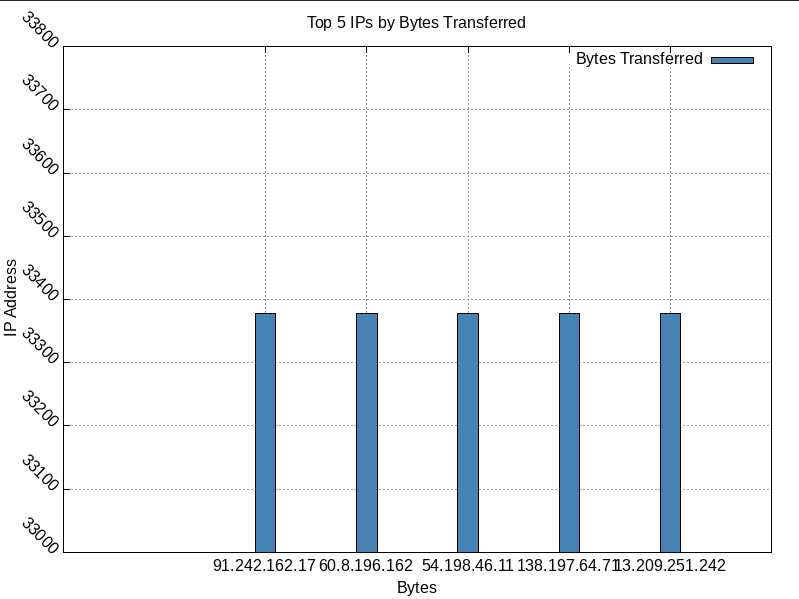 Top 5 IPs by Bytes Transferred
Bytes Transferred
33800
33700
33600
33500
33400
33300
33200
33100
33000
IP Address
91.242.162.17 60.8.196.162 54.198.46.11 138.197.64.71 13.209.251.242
Bytes